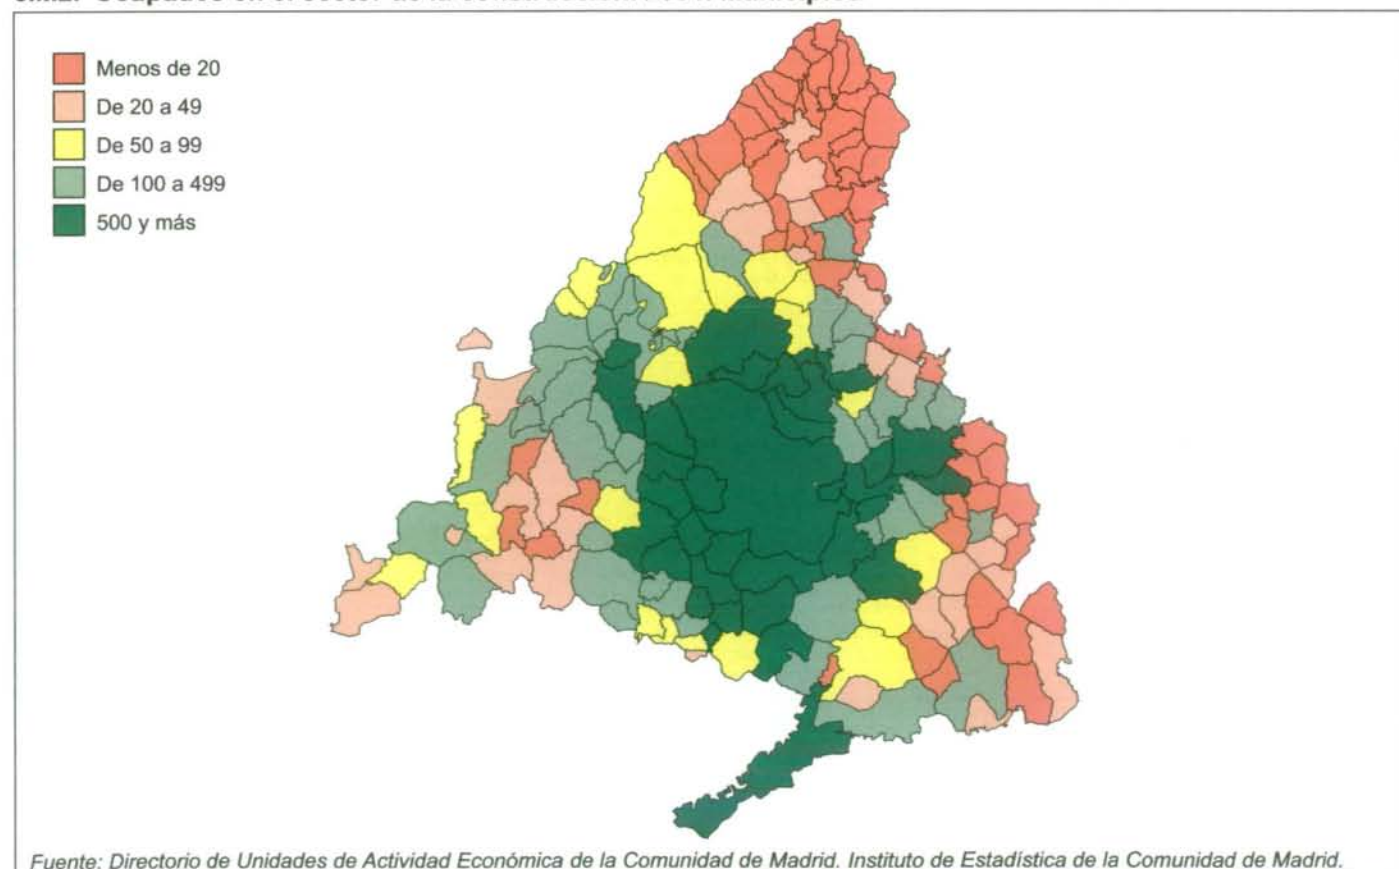 Menos de 20
De 20 a 49
De 50 a 99
De 100 a 499
500 y más
Fuente: Directorio de Unidades de Actividad Económica de la Comunidad de Madrid. Instituto de Estadística de la Comunidad de Madrid.